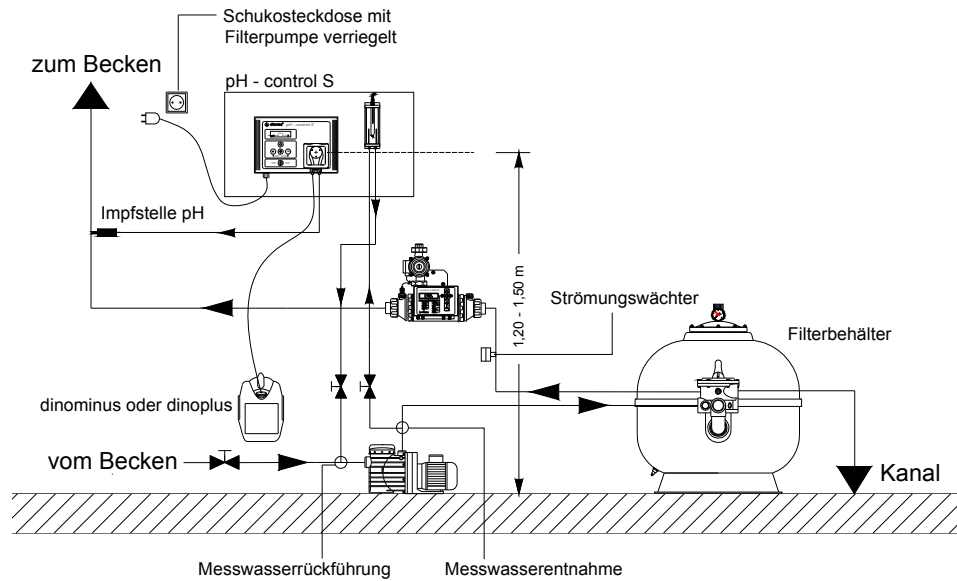 Schukosteckdose mit
Filterpumpe verriegelt
zum Becken
pH - control S
Impfstelle pH
1,20 - 1,50 m
Strömungswächter
Filterbehälter
dinominus oder dinoplus
vom Becken
Kanal
Messwasserrückführung
Messwasserentnahme